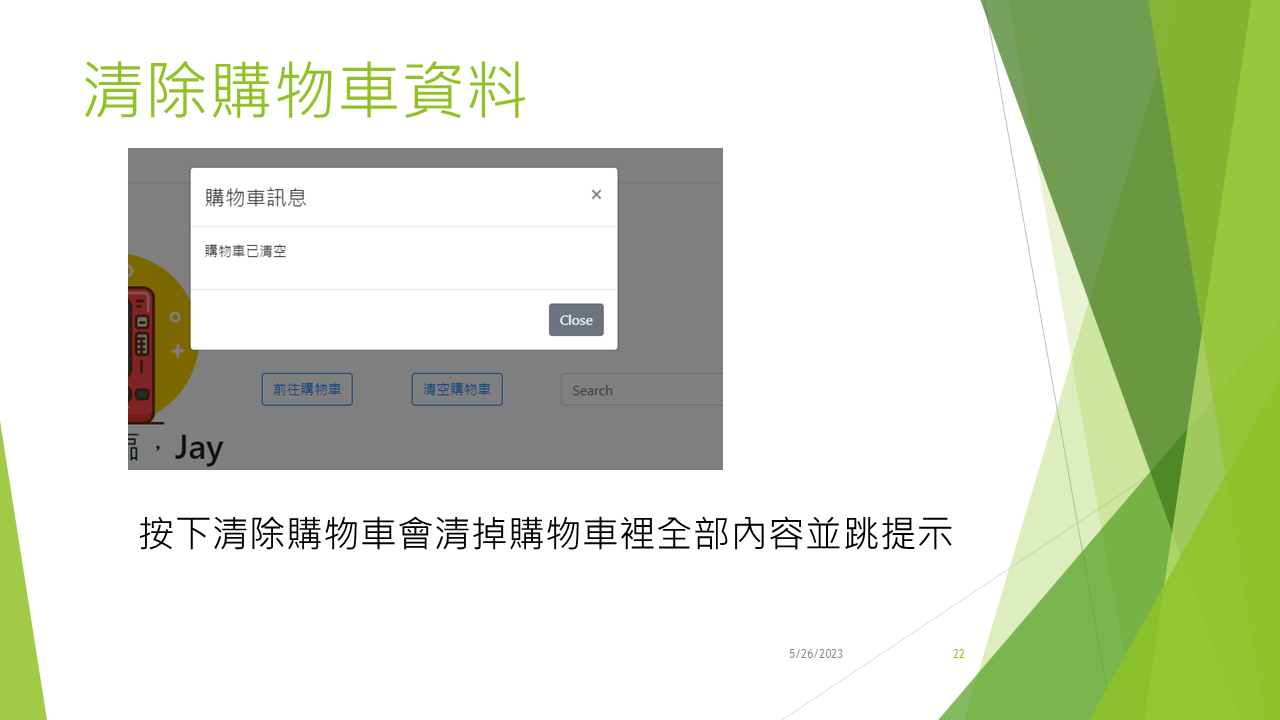 清除購物車資料
購物車訊息 ×
購物車已清空
Close
前往購物車 清空購物車 Search
，Jay
按下清除購物車會清掉購物車裡全部內容並跳提示
5/26/2023 22